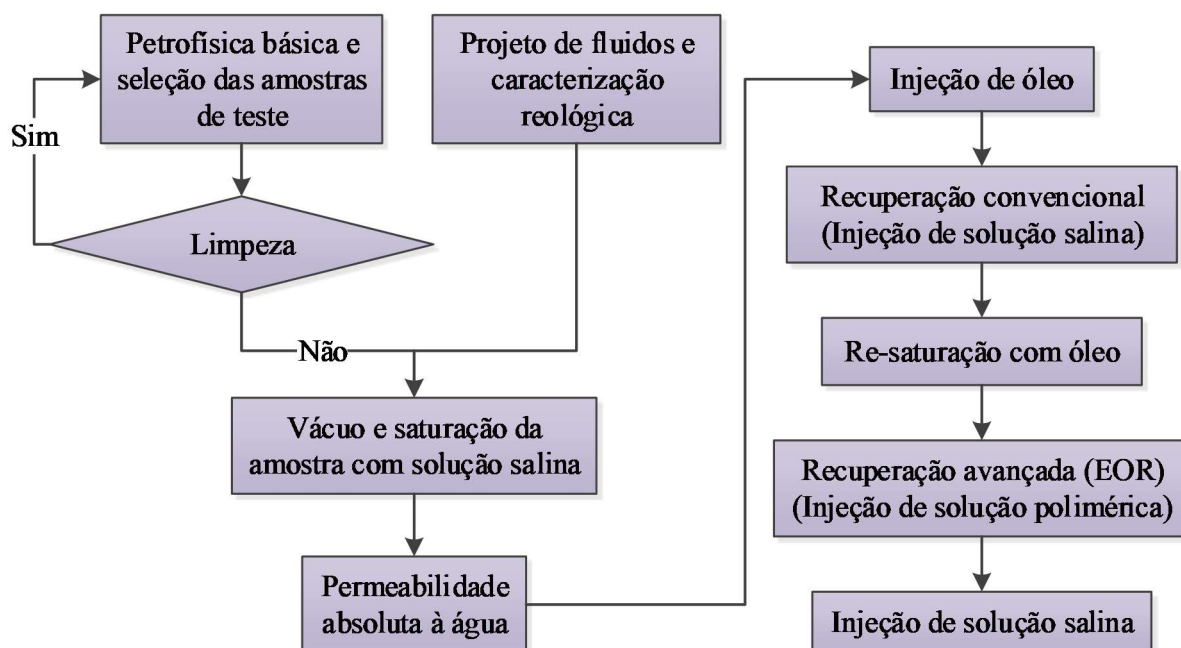 Petrofísica básica e
seleção das amostras
de teste
Projeto de fluidos e
caracterização
reológica
Sim
Limpeza
Não
Vácuo e saturação da
amostra com solução salina
Permeabilidade
absoluta à água
Injeção de óleo
Recuperação convencional
(Injeção de solução salina)
Re-saturação com óleo
Recuperação avançada (EOR)
(Injeção de solução polimérica)
Injeção de solução salina